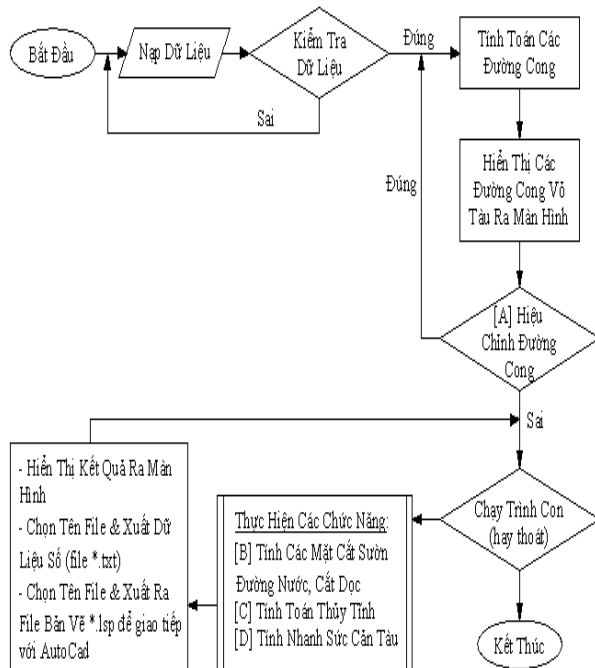 Bắt Đầu
Nạp Dữ Liệu
Kiểm Tra
Dữ Liệu
Đúng
Tính Toán Các
Đường Cong
Sai
Hiển Thị Các
Đường Cong Vỏ
Tàu Ra Màn Hình
Đúng
[A] Hiệu
Chỉnh Đường
Cong
Sai
Chạy Trình Con
(hay thoát)
Thực Hiện Các Chức Năng:
[B] Tính Các Mặt Cắt Sườn
Đường Nước, Cắt Dọc
[C] Tính Toán Thủy Tĩnh
[D] Tính Nhanh Sức Cản Tàu
- Hiển Thị Kết Quả Ra Màn
Hình
- Chọn Tên File & Xuất Dữ
Liệu Số (file *.txt)
- Chọn Tên File & Xuất Ra
File Bản Vẽ *.lsp để giao tiếp
với AutoCad
Kết Thúc